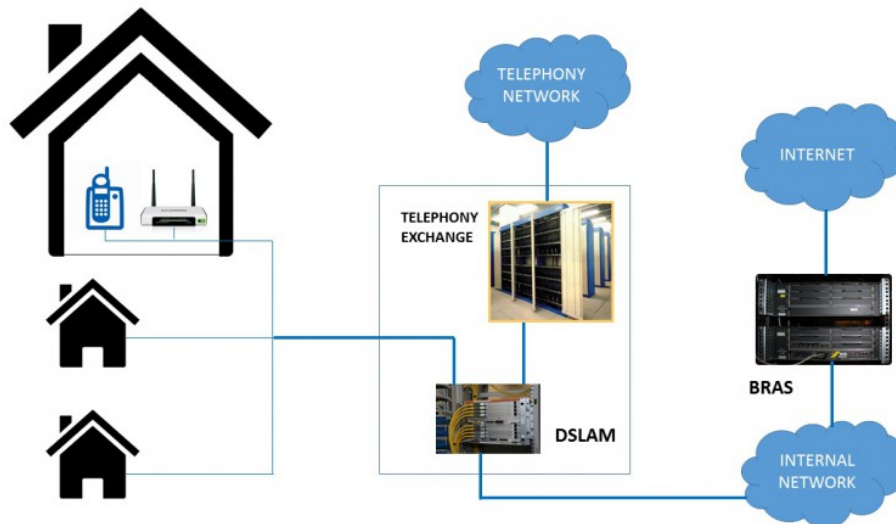 TELEPHONY
NETWORK
INTERNET
TELEPHONY
EXCHANGE
BRAS
DSLAM
INTERNAL
NETWORK